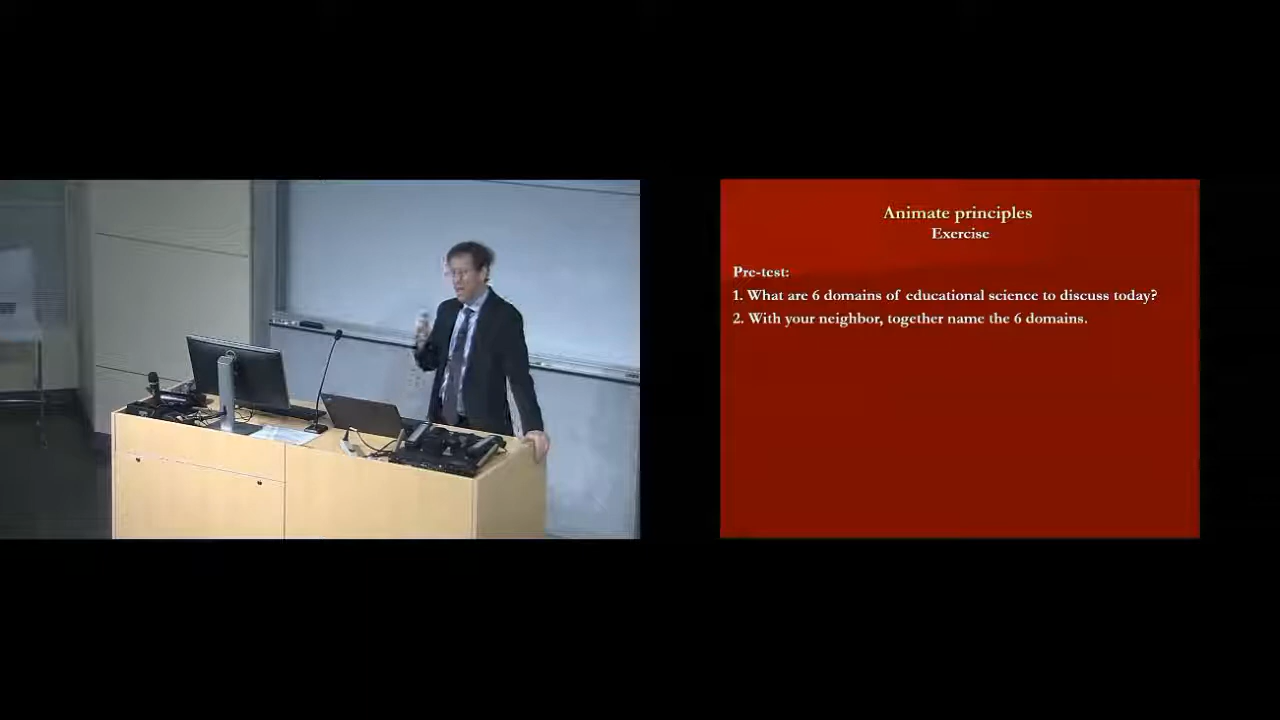 Animate principles
Exercise
Pre-test:
1. What are 6 domains of educational science to discuss today?
2. With your neighbor, together name the 6 domains.